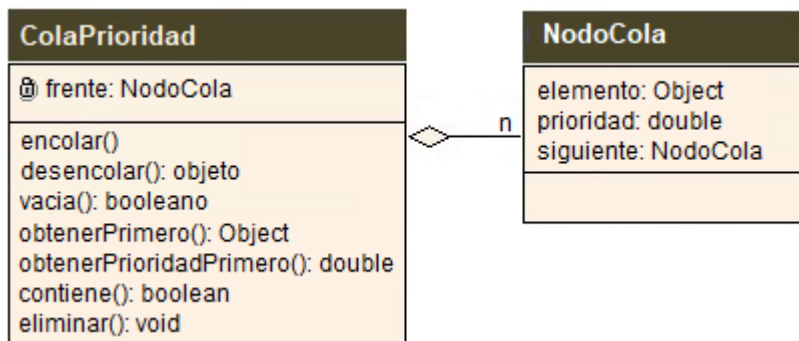 ColaPrioridad
frente: NodoCola
encolar()
desencolar(): objeto
vacia(): booleano
obtenerPrimero(): Object
obtenerPrioridadPrimero(): double
contiene(): boolean
eliminar(): void
n
NodoCola
elemento: Object
prioridad: double
siguiente: NodoCola